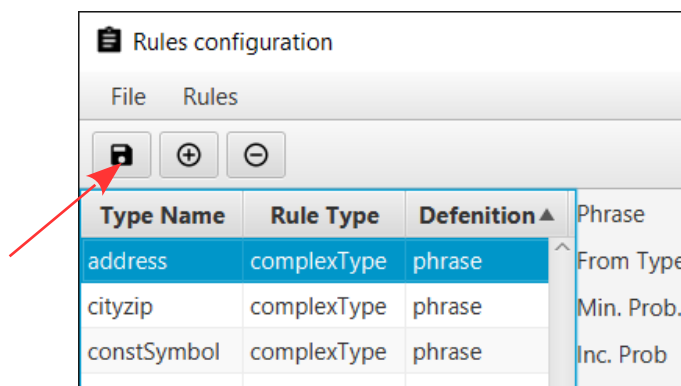 Rules configuration
File Rules
Type Name Rule Type Defenition Phrase
address complexType phrase From Type
cityzip complexType phrase Min. Prob.
constSymbol complexType phrase Inc. Prob